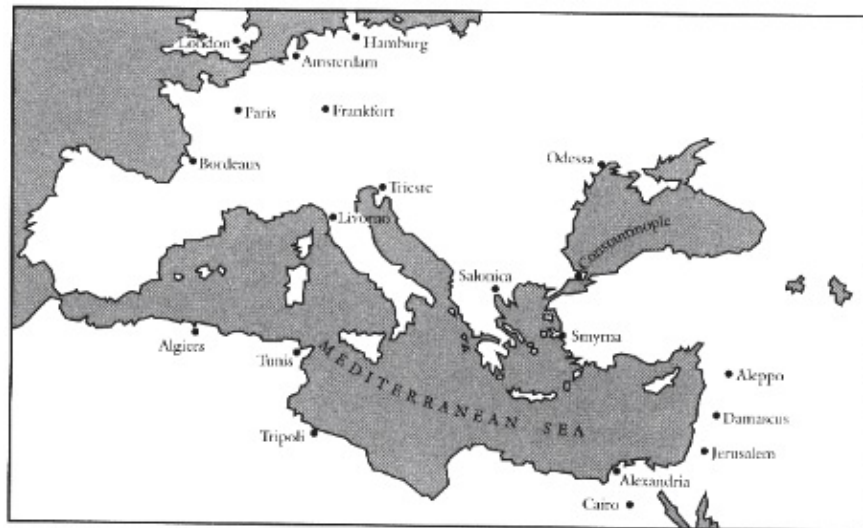 London
Hamburg
Amsterdam
Paris
Frankfort
Bordeaux
Odessa
Trieste
Livorno
Constantinople
Salonica
Algiers
Tunis
Smyrna
MEDITERRANEAN SEA
Aleppo
Damascus
Tripoli
Jerusalem
Alexandria
Cairo